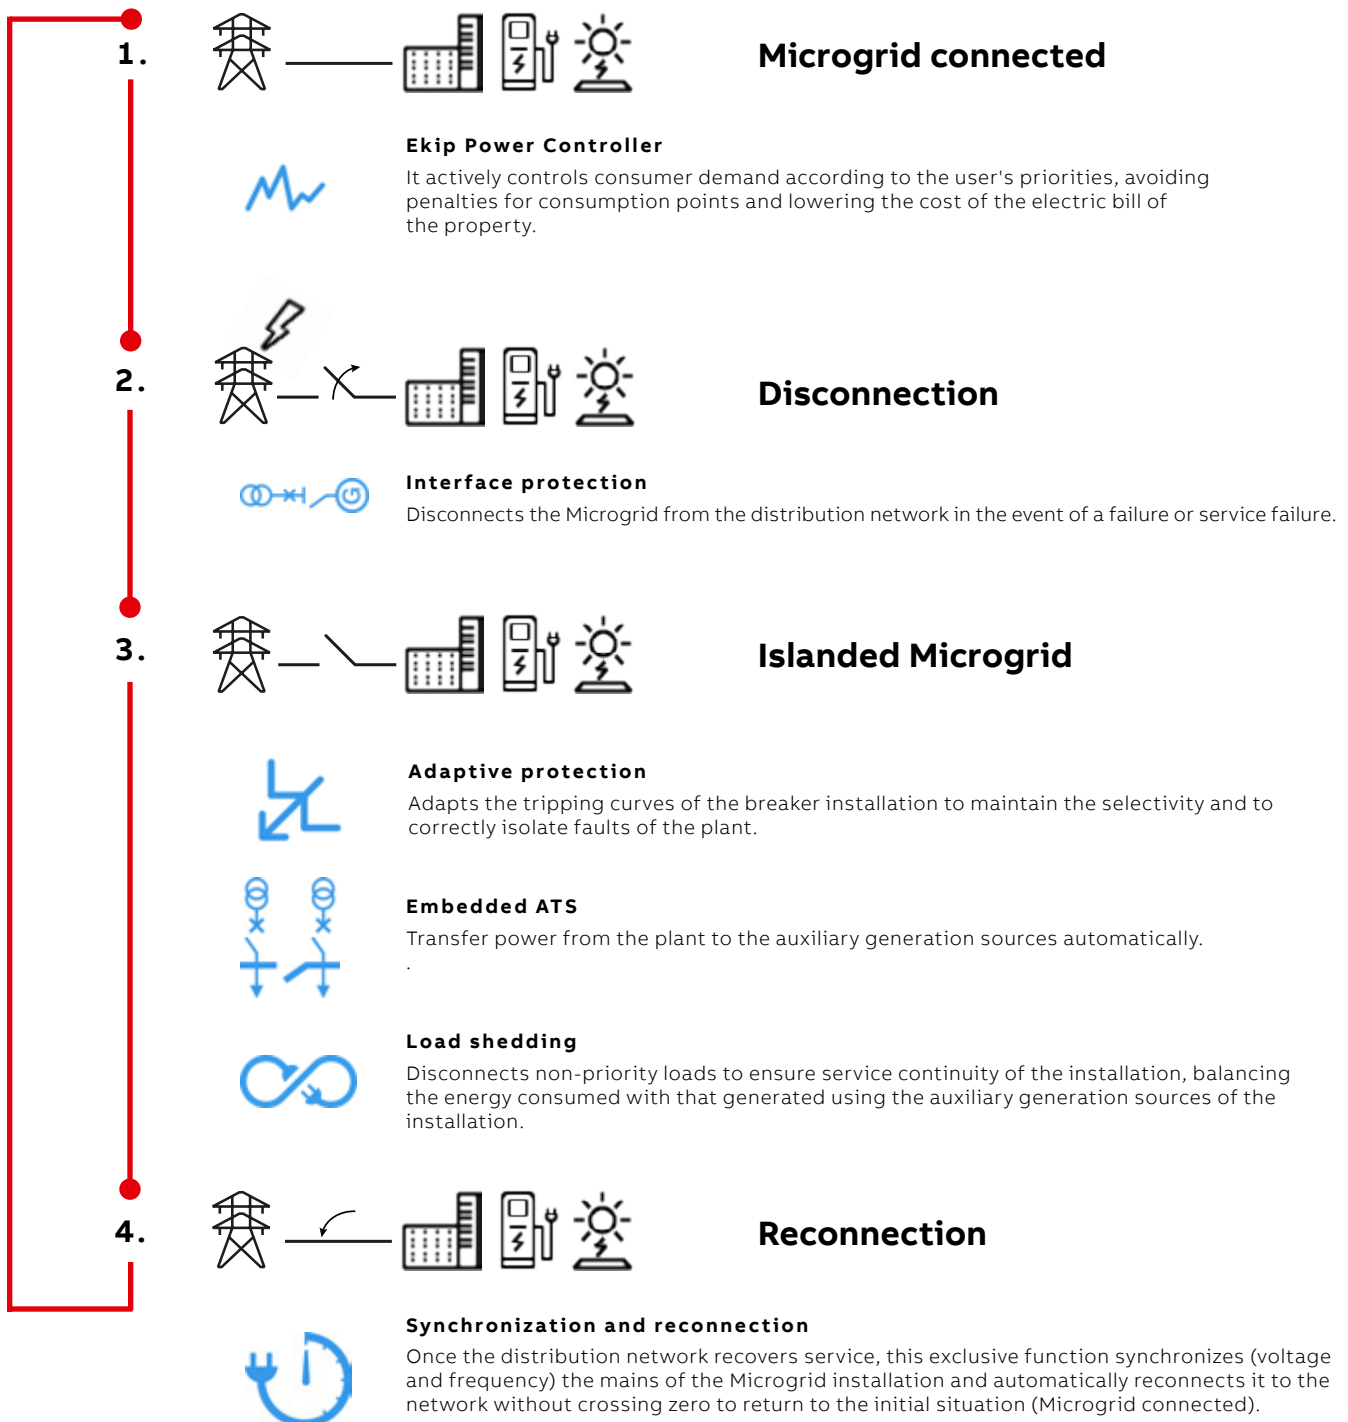 1.
Microgrid connected
Ekip Power Controller
It actively controls consumer demand according to the user's priorities, avoiding
penalties for consumption points and lowering the cost of the electric bill of
the property.
2.
Disconnection
G
Interface protection
Disconnects the Microgrid from the distribution network in the event of a failure or service failure.
3.
Islanded Microgrid
Adaptive protection
Adapts the tripping curves of the breaker installation to maintain the selectivity and to
correctly isolate faults of the plant.
Embedded ATS
Transfer power from the plant to the auxiliary generation sources automatically.
.
Load shedding
Disconnects non-priority loads to ensure service continuity of the installation, balancing
the energy consumed with that generated using the auxiliary generation sources of the
installation.
4.
Reconnection
Synchronization and reconnection
Once the distribution network recovers service, this exclusive function synchronizes (voltage
and frequency) the mains of the Microgrid installation and automatically reconnects it to the
network without crossing zero to return to the initial situation (Microgrid connected).